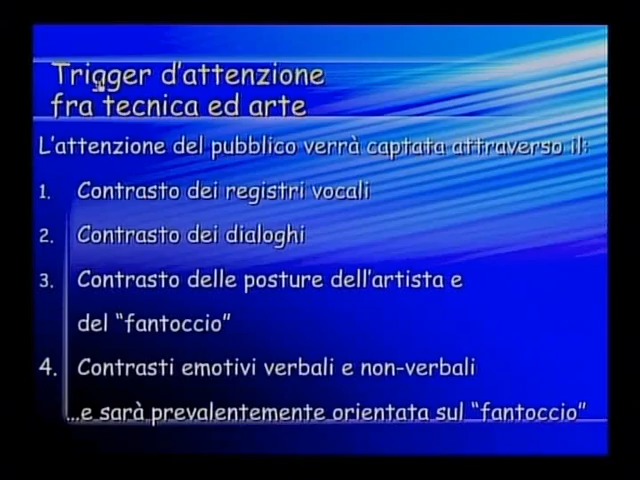 Trigger d'attenzione
fra tecnica ed arte
L'attenzione del pubblico verrà captata attraverso il:
1. Contrasto dei registri vocali
2. Contrasto dei dialoghi
3. Contrasto delle posture dell'artista e
del "fantoccio"
4. Contrasti emotivi verbali e non-verbali
...e sarà prevalentemente orientata sul "fantoccio"